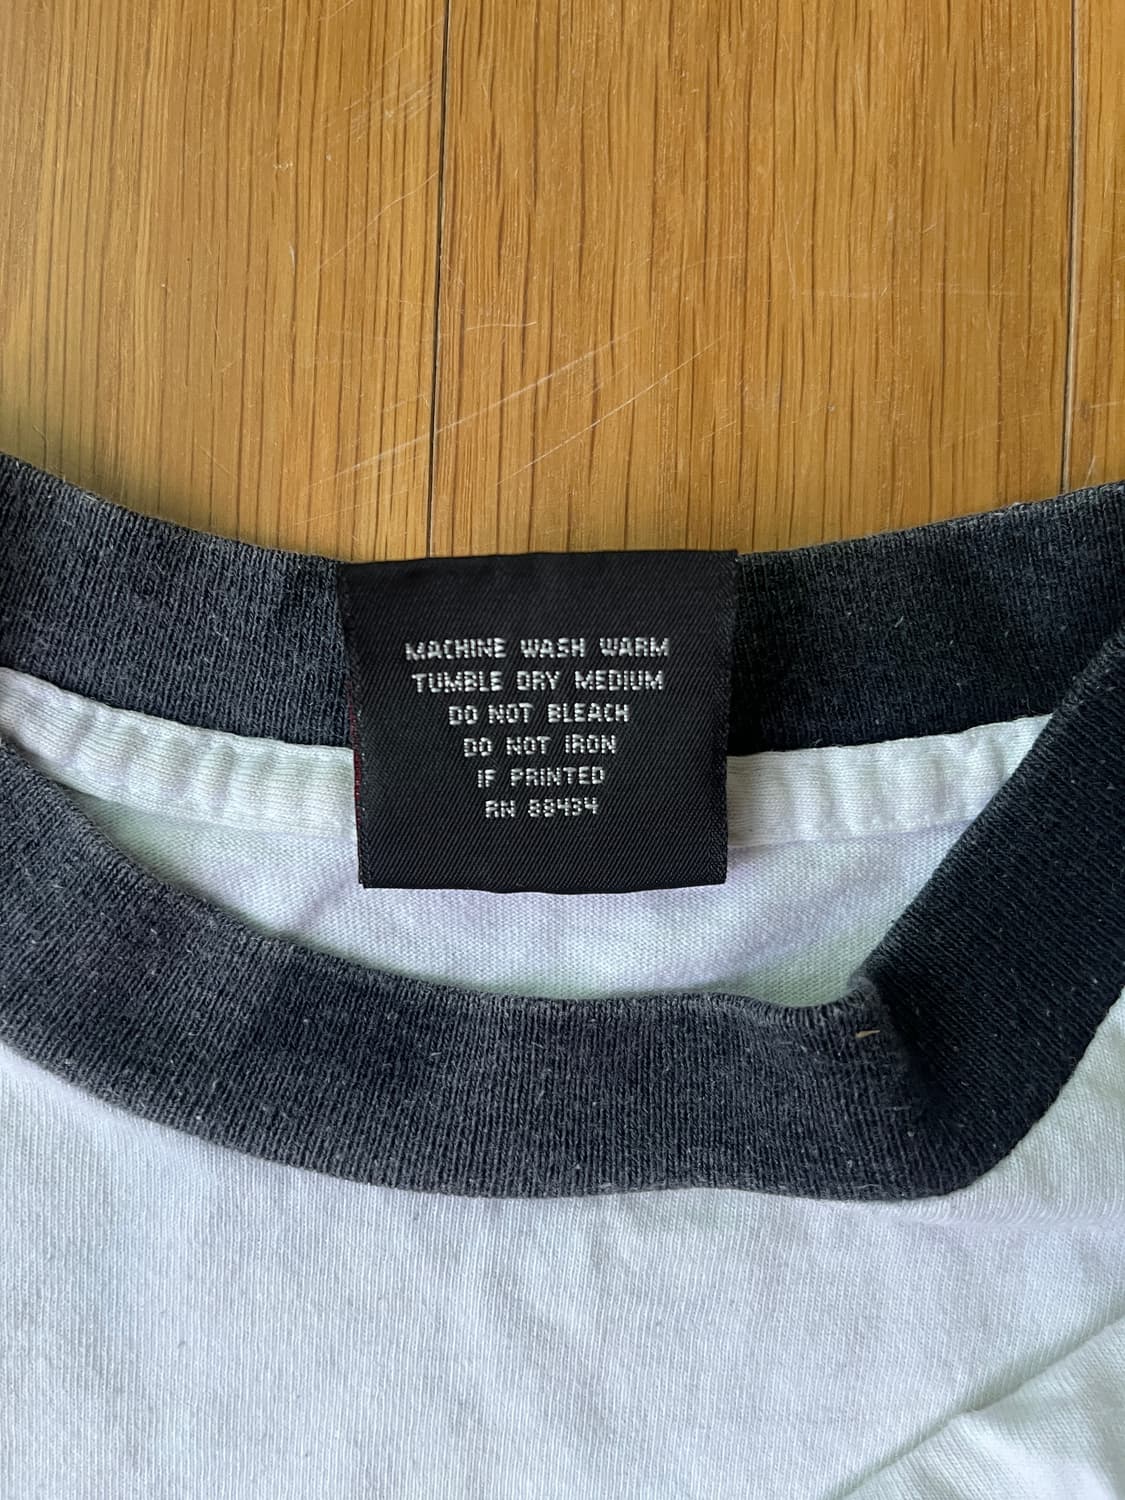 MACHINE WASH WARM
TUMBLE DRY MEDIUM
DO NOT BLEACH
DO NOT IRON
IF PRINTED
RN 88434